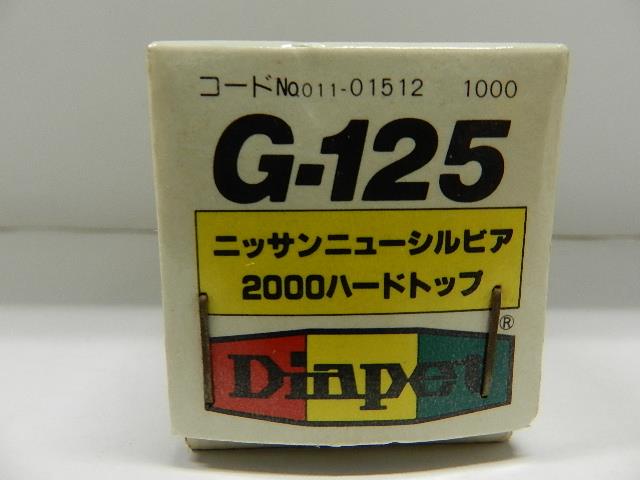 コードNo.011-01512 1000
G-125
ニッサンニューシルビア
2000ハードトップ
®
Diapet